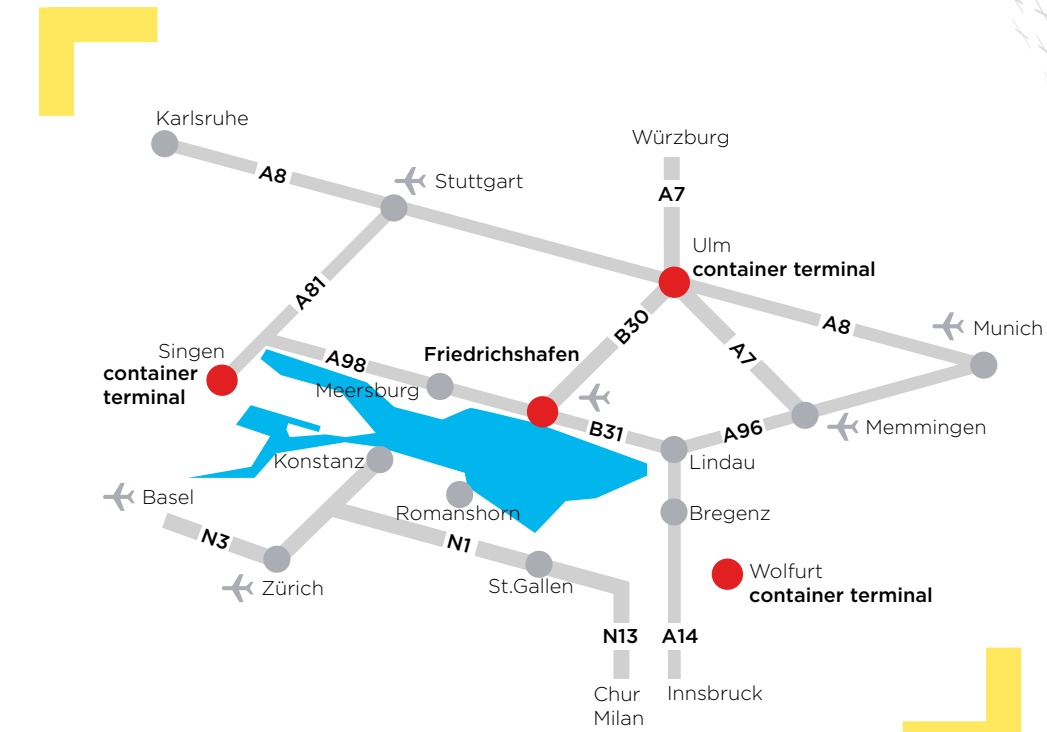 Karlsruhe
Würzburg
A8
Stuttgart
A7
Ulm
container terminal
A81
B30
A8
Munich
Singen
container
terminal
A98
Friedrichshafen
A7
Meersburg
B31
A96
Memmingen
Konstanz
Lindau
Basel
Romanshorn
Bregenz
N3
N1
Zürich
St.Gallen
Wolfurt
container terminal
N13
A14
Chur
Milan
Innsbruck